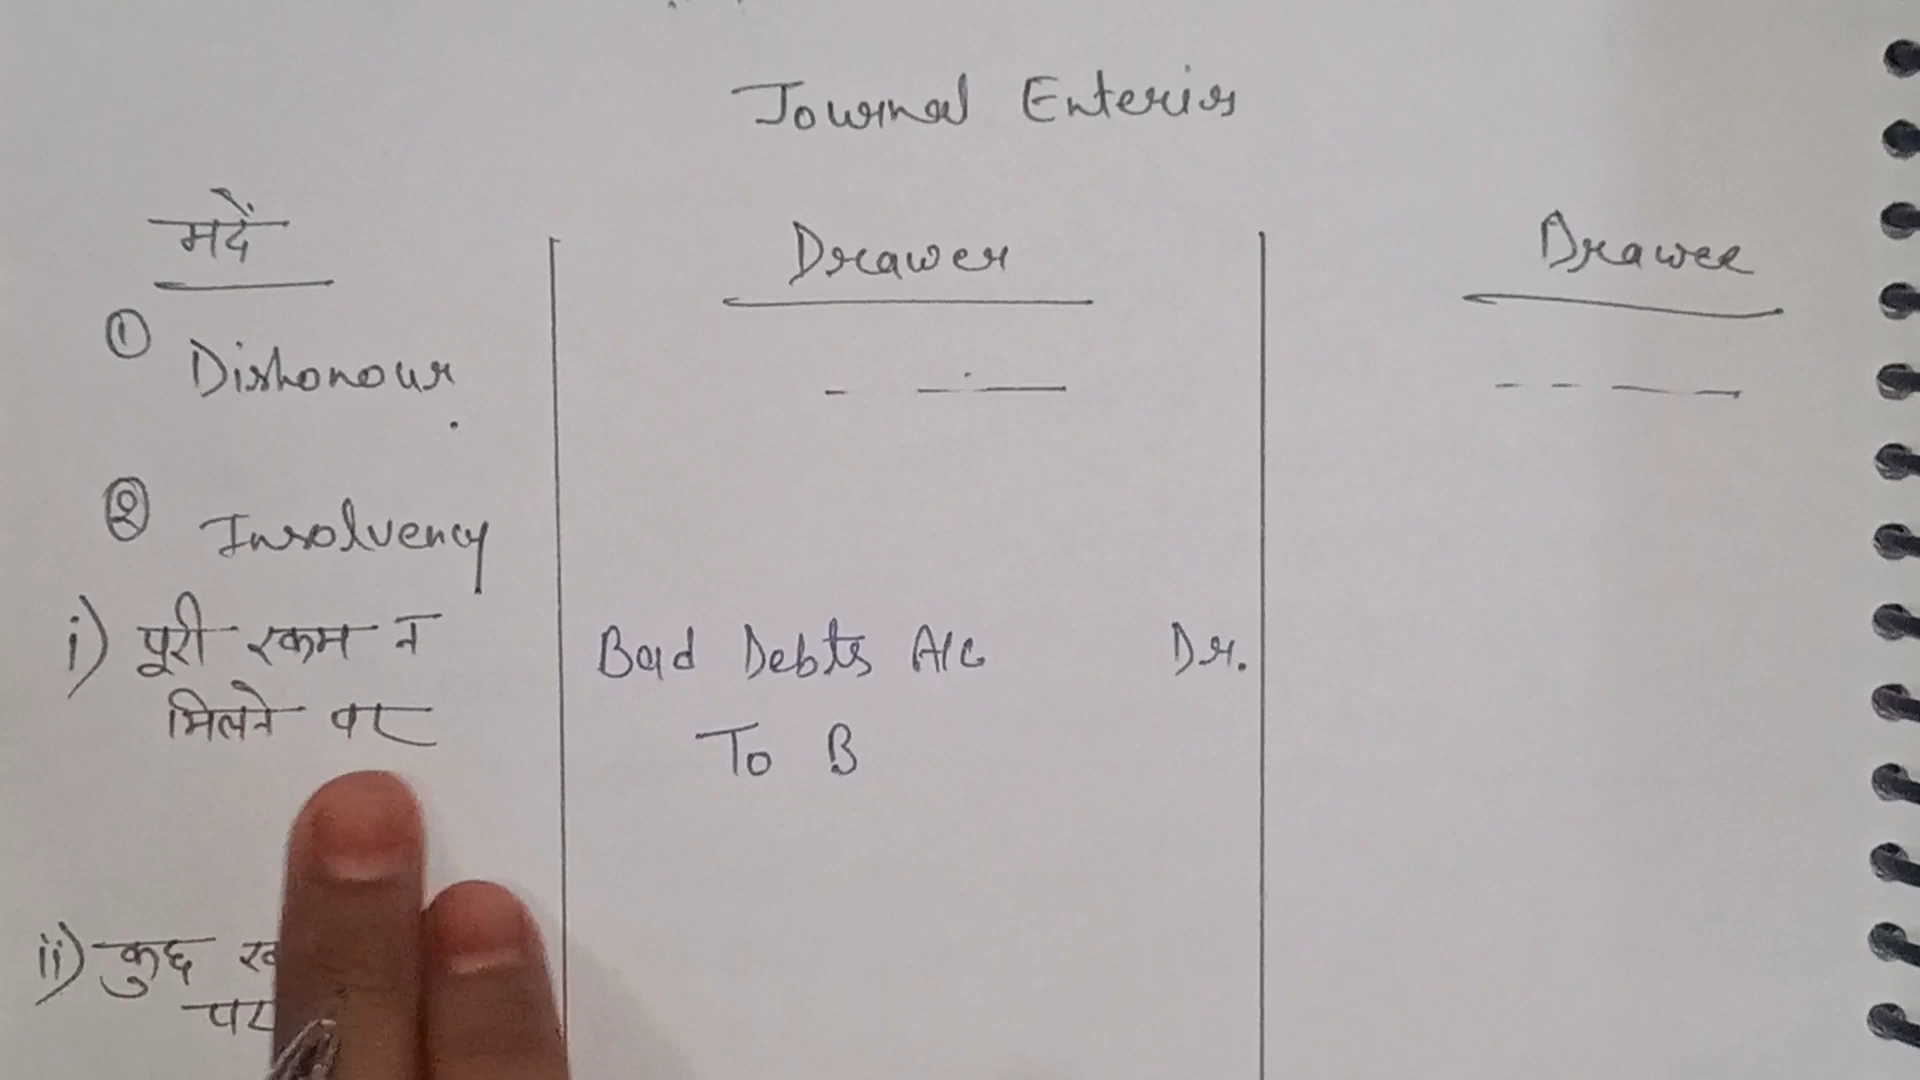 Journal Enteries
मदें Drawer Drawee
① Dishonour
② Insolvency
i) पूरी रकम न Bad Debts A/c Dr.
मिलने पर To B
ii) कुछ
पर